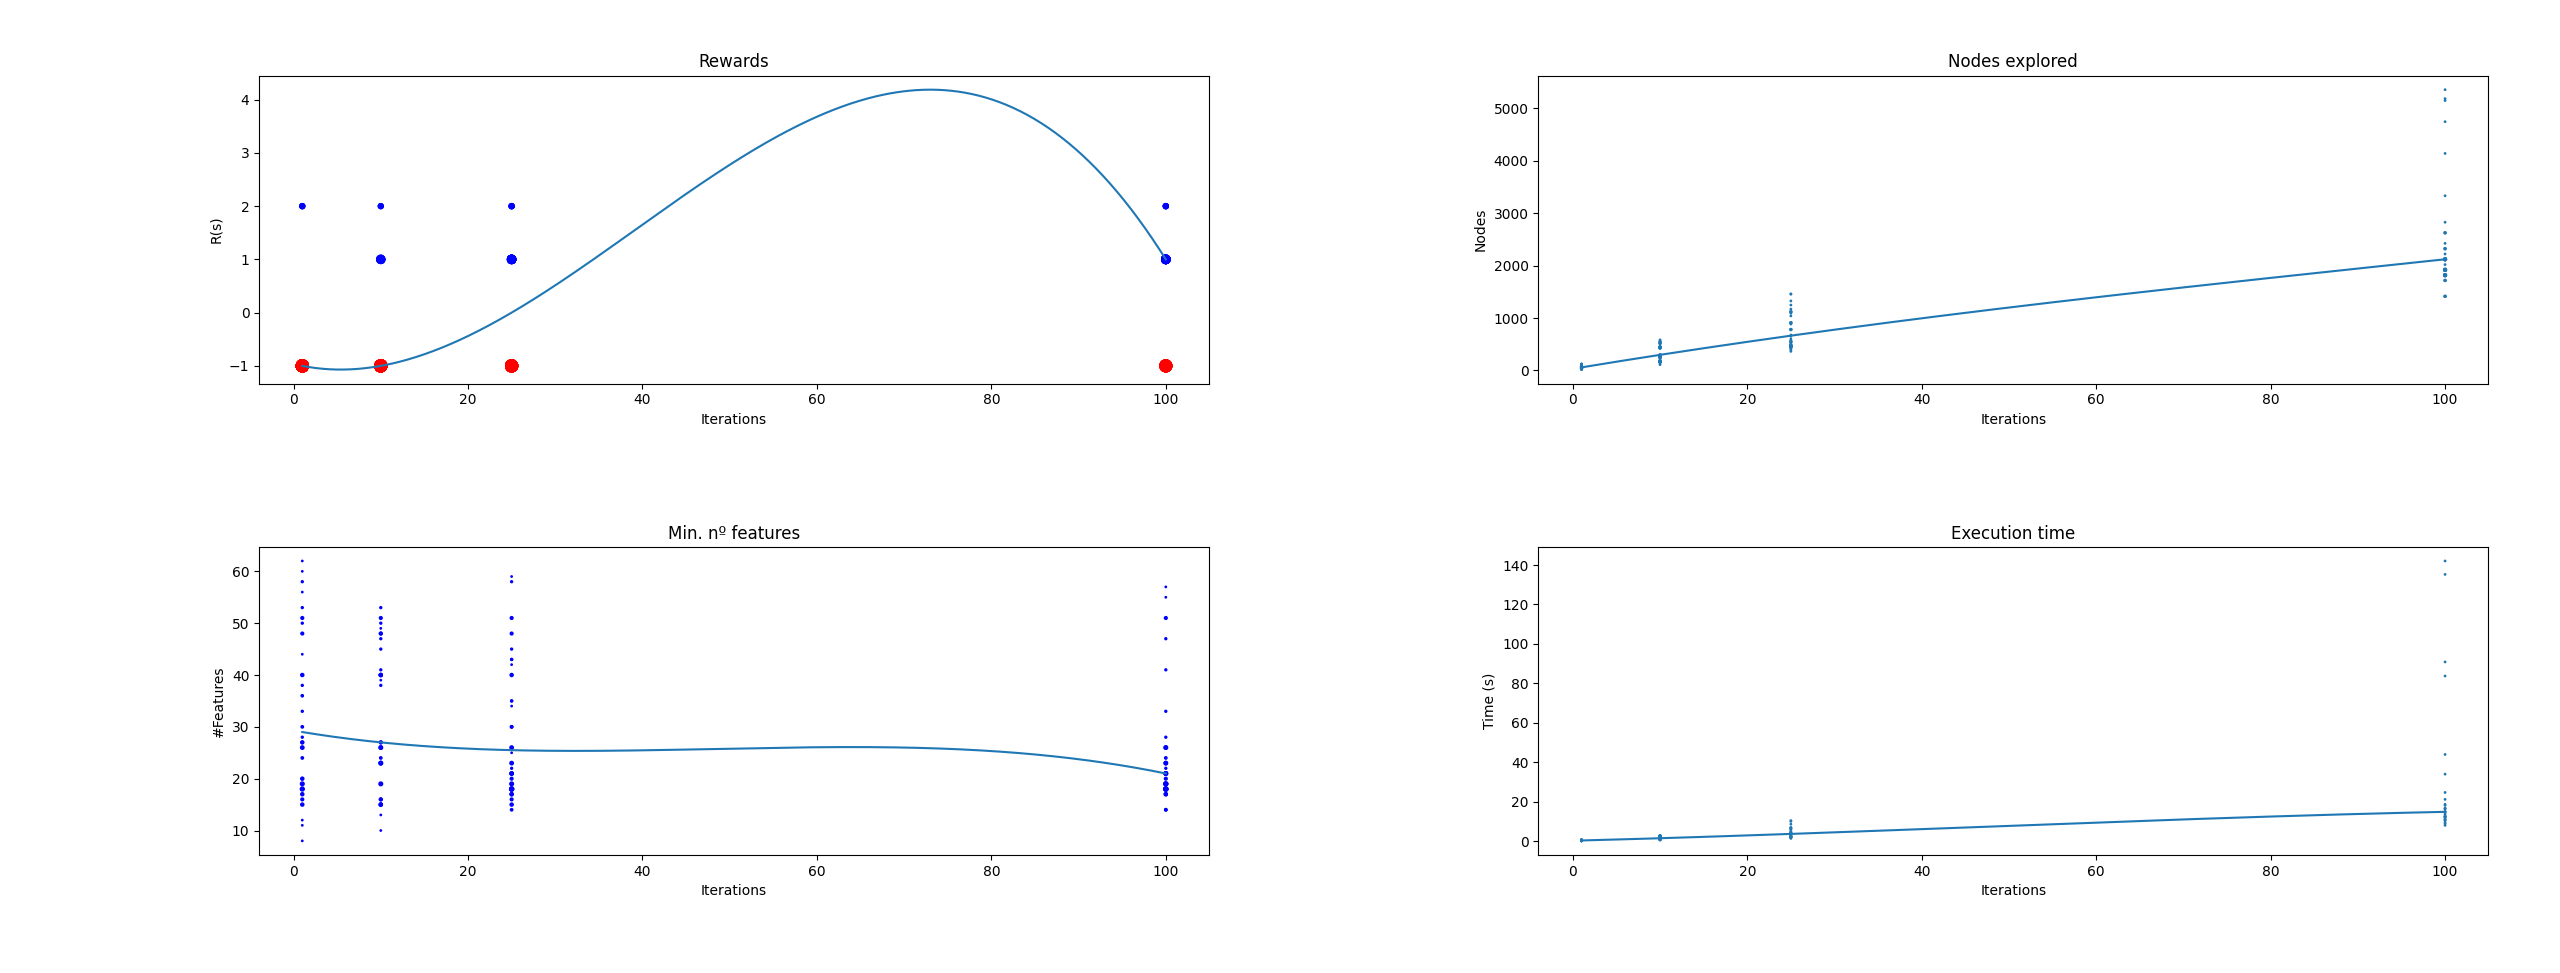 Rewards
R(s)
4
3
2
1
0
−1
0 20 40 60 80 100
Iterations
Nodes explored
Nodes
5000
4000
3000
2000
1000
0
0 20 40 60 80 100
Iterations
Min. nº features
#Features
60
50
40
30
20
10
0 20 40 60 80 100
Iterations
Execution time
Time (s)
140
120
100
80
60
40
20
0
0 20 40 60 80 100
Iterations